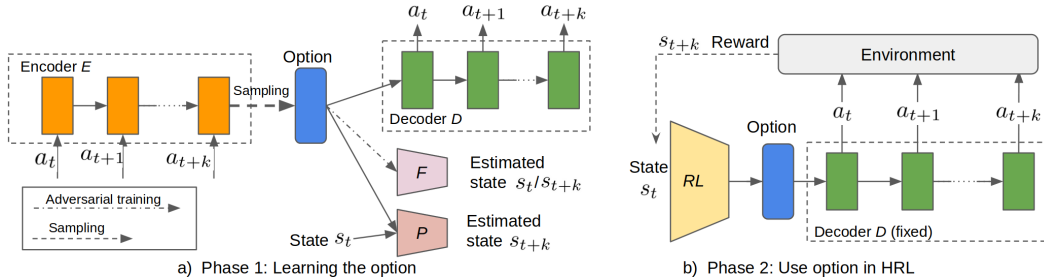 a_t
a_{t+1}
a_{t+k}
Encoder E
Option
Sampling
Decoder D
a_t
a_{t+1}
a_{t+k}
F
Estimated
state s_t/s_{t+k}
Adversarial training
Sampling
State s_t
P
Estimated
state s_{t+k}
a) Phase 1: Learning the option
s_{t+k} Reward
Environment
a_t
a_{t+1}
a_{t+k}
Option
State
s_t
RL
Decoder D (fixed)
b) Phase 2: Use option in HRL